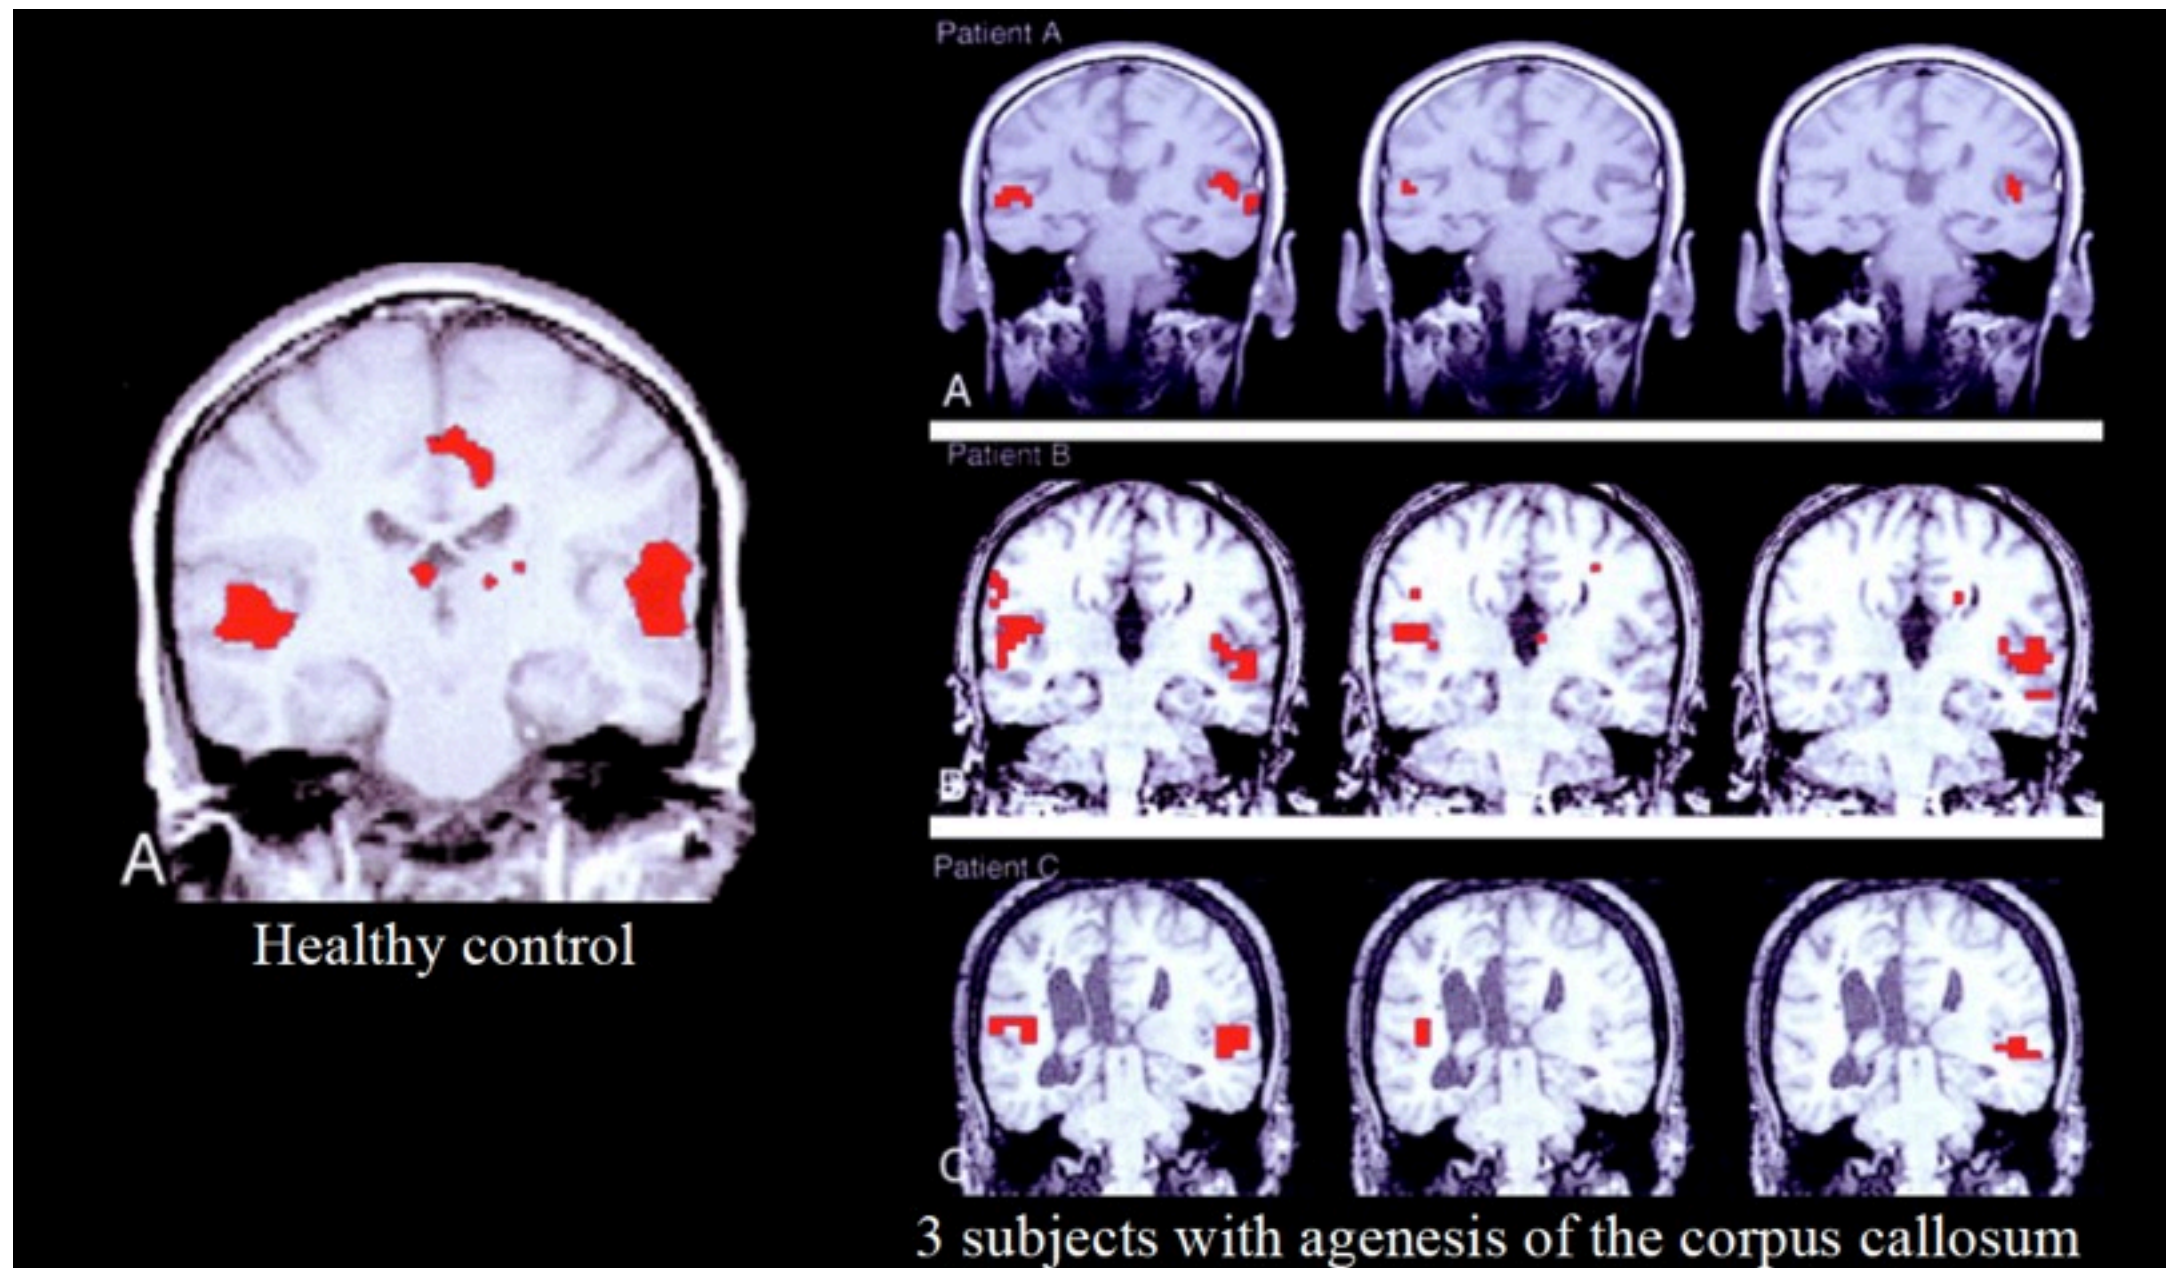 A
Healthy control
Patient A
A
Patient B
B
Patient C
C
3 subjects with agenesis of the corpus callosum